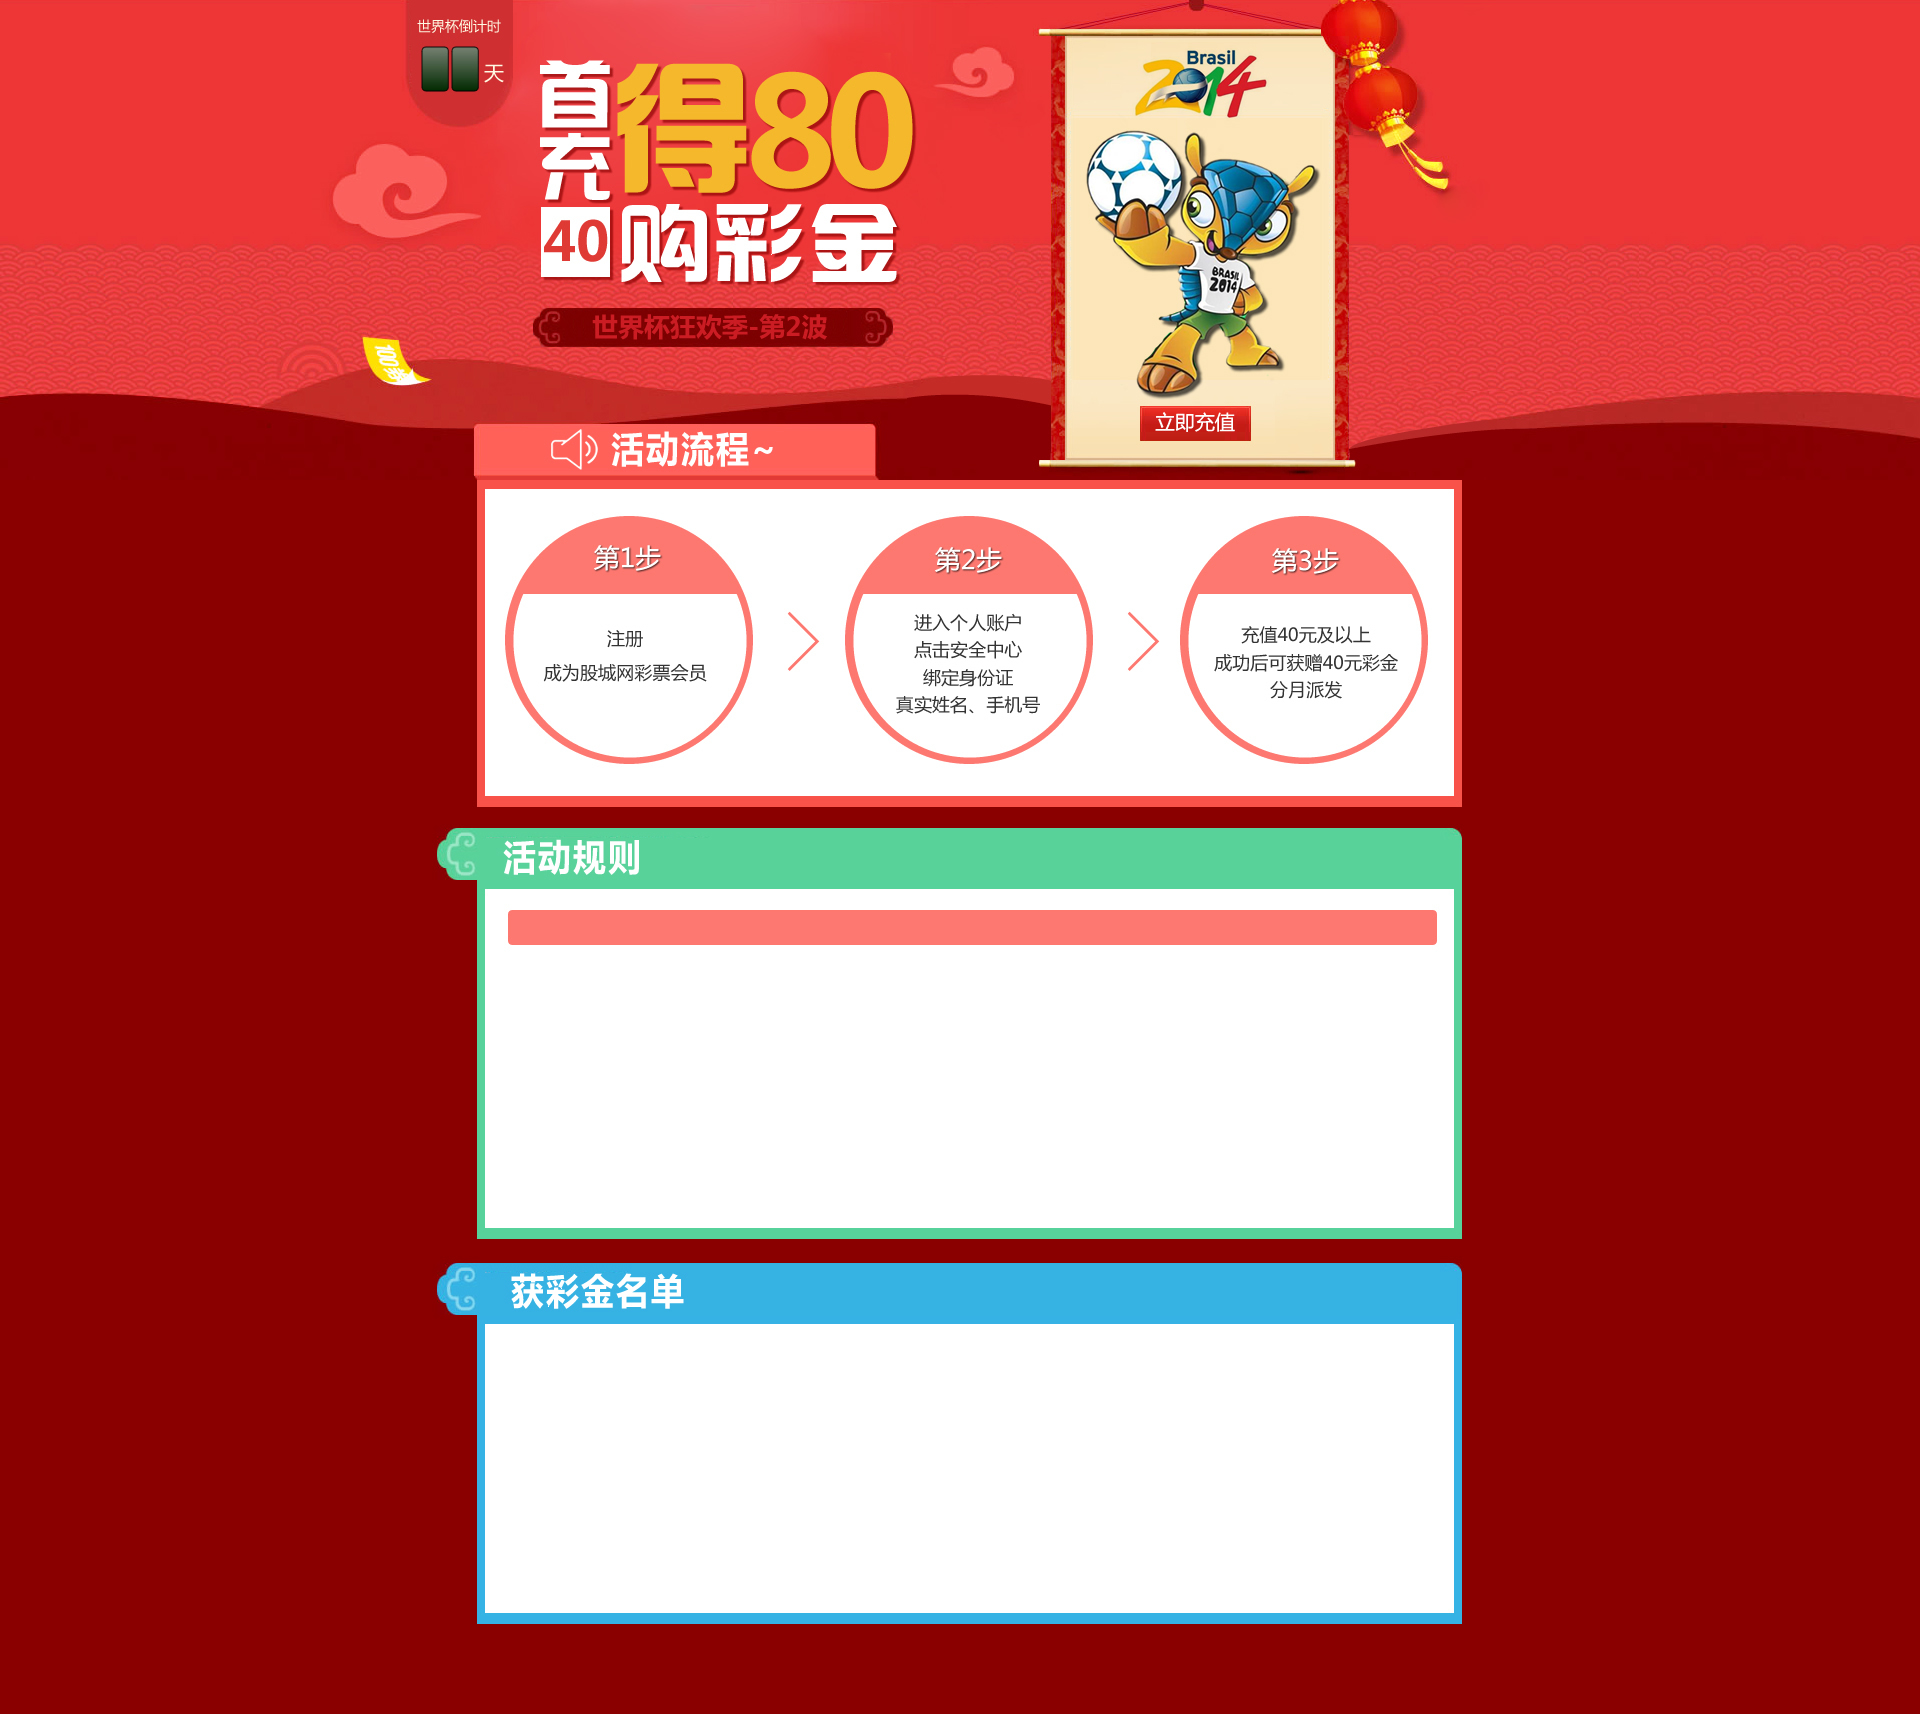 世界杯倒计时
天
首充得80
40购彩金
世界杯狂欢季-第2波
Brasil
2014
BRASIL
2014
立即充值
活动流程~
第1步
注册
成为股城网彩票会员
第2步
进入个人账户
点击安全中心
绑定身份证
真实姓名、手机号
第3步
充值40元及以上
成功后可获赠40元彩金
分月派发
活动规则
获彩金名单